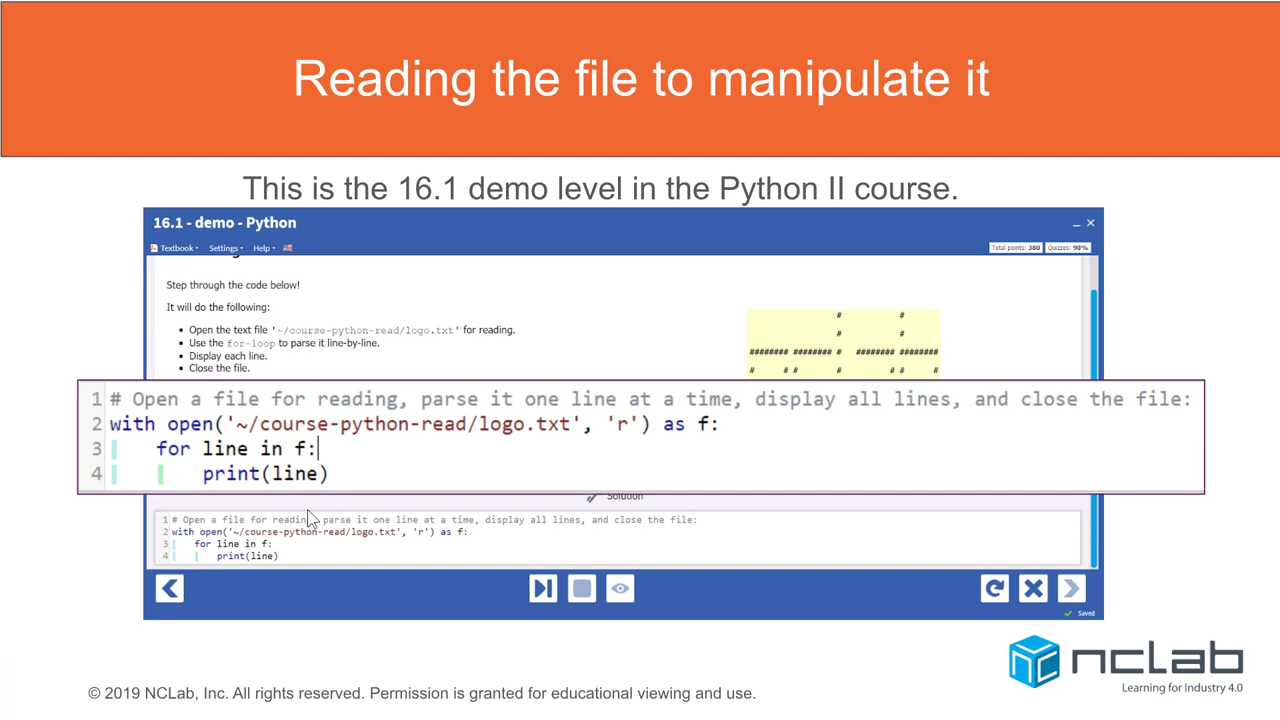 Reading the file to manipulate it
This is the 16.1 demo level in the Python II course.
16.1 - demo - Python
Textbook Settings Help Total points: 380 Quizzes: 90%
Step through the code below!
It will do the following:
Open the text file '~/course-python-read/logo.txt' for reading.
Use the for-loop to parse it line-by-line.
Display each line.
Close the file.
# #
# #
######## ######## # ######## ########
# # # # # # #
1 # Open a file for reading, parse it one line at a time, display all lines, and close the file:
2 with open('~/course-python-read/logo.txt', 'r') as f:
3 for line in f:
4 print(line)
Solution
1 # Open a file for reading, parse it one line at a time, display all lines, and close the file:
2 with open('~/course-python-read/logo.txt', 'r') as f:
3 for line in f:
4 print(line)
Saved
nclab
Learning for Industry 4.0
© 2019 NCLab, Inc. All rights reserved. Permission is granted for educational viewing and use.